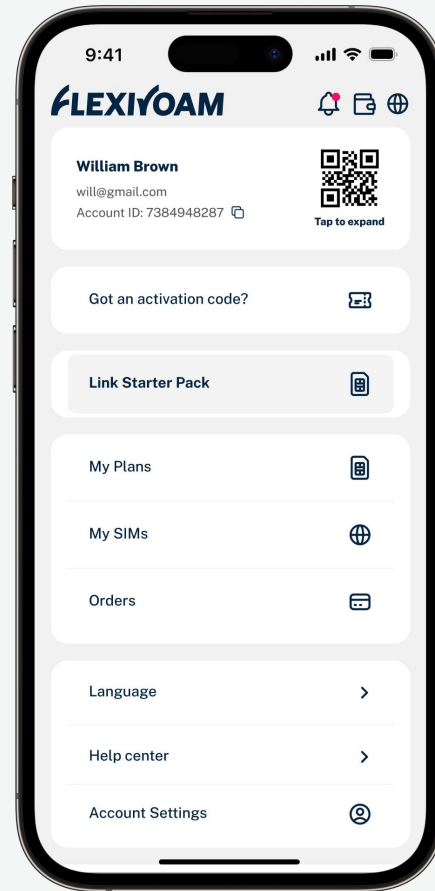 9:41
FLEXIROAM
William Brown
will@gmail.com
Account ID: 7384948287
Tap to expand
Got an activation code?
Link Starter Pack
My Plans
My SIMs
Orders
Language
Help center
Account Settings